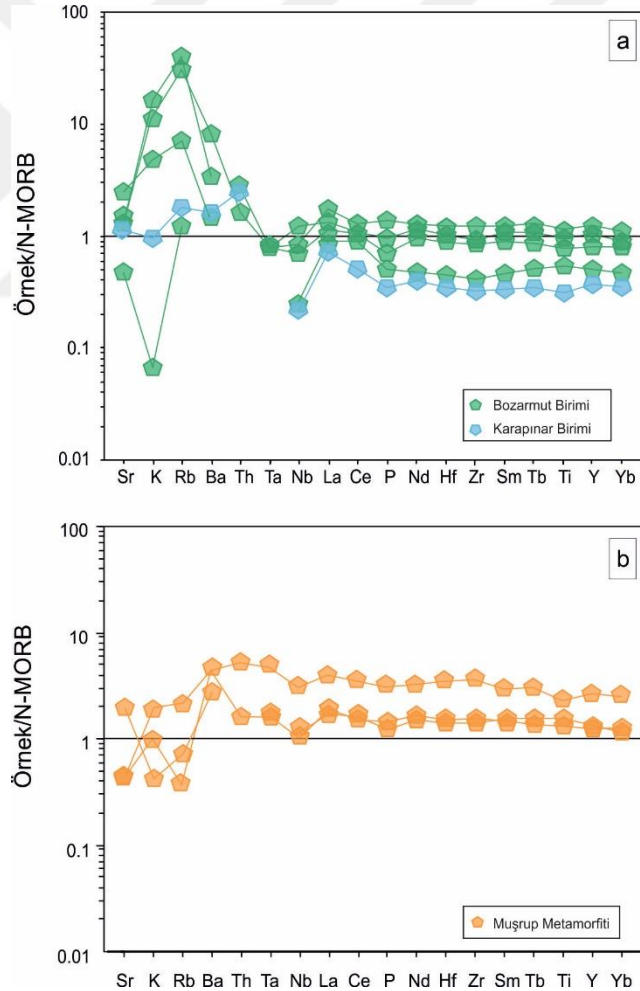 100
a
10
Örnek/N-MORB
1
0.1
Bozarmut Birimi
Karapınar Birimi
0.01
Sr K Rb Ba Th Ta Nb La Ce P Nd Hf Zr Sm Tb Ti Y Yb
100
b
10
Örnek/N-MORB
1
0.1
Muşrup Metamorfiti
0.01
Sr K Rb Ba Th Ta Nb La Ce P Nd Hf Zr Sm Tb Ti Y Yb